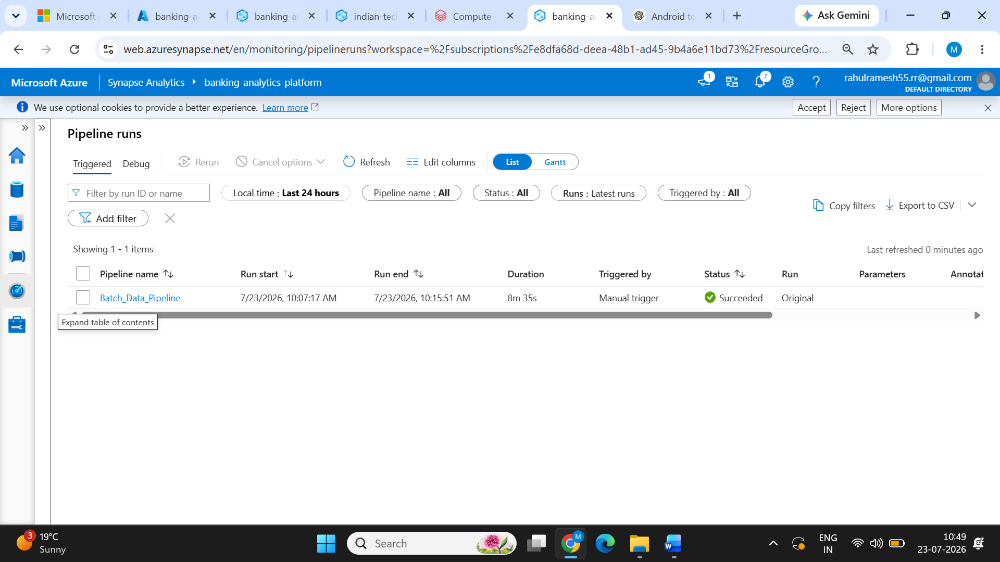 Microsoft A
banking-an
banking-an
indian-tech
Compute -
banking-an
Android to
Ask Gemini
web.azuresynapse.net/en/monitoring/pipelineruns?workspace=%2Fsubscriptions%2Fe8dfa68d-deea-48b1-ad45-9b4a6e11bd73%2FresourceGro...
M
Microsoft Azure
Synapse Analytics
banking-analytics-platform
1
7
rahulramesh55.rr@gmail.com
DEFAULT DIRECTORY
We use optional cookies to provide a better experience. Learn more
Accept
Reject
More options
Pipeline runs
Triggered
Debug
Rerun
Cancel options
Refresh
Edit columns
List
Gantt
Filter by run ID or name
Local time : Last 24 hours
Pipeline name : All
Status : All
Runs : Latest runs
Triggered by : All
Copy filters
Export to CSV
Add filter
Showing 1 - 1 items
Last refreshed 0 minutes ago
Pipeline name
Run start
Run end
Duration
Triggered by
Status
Run
Parameters
Annotat
Batch_Data_Pipeline
7/23/2026, 10:07:17 AM
7/23/2026, 10:15:51 AM
8m 35s
Manual trigger
Succeeded
Original
Expand table of contents
3
19°C
Sunny
Search
M
W
ENG
IN
10:49
23-07-2026